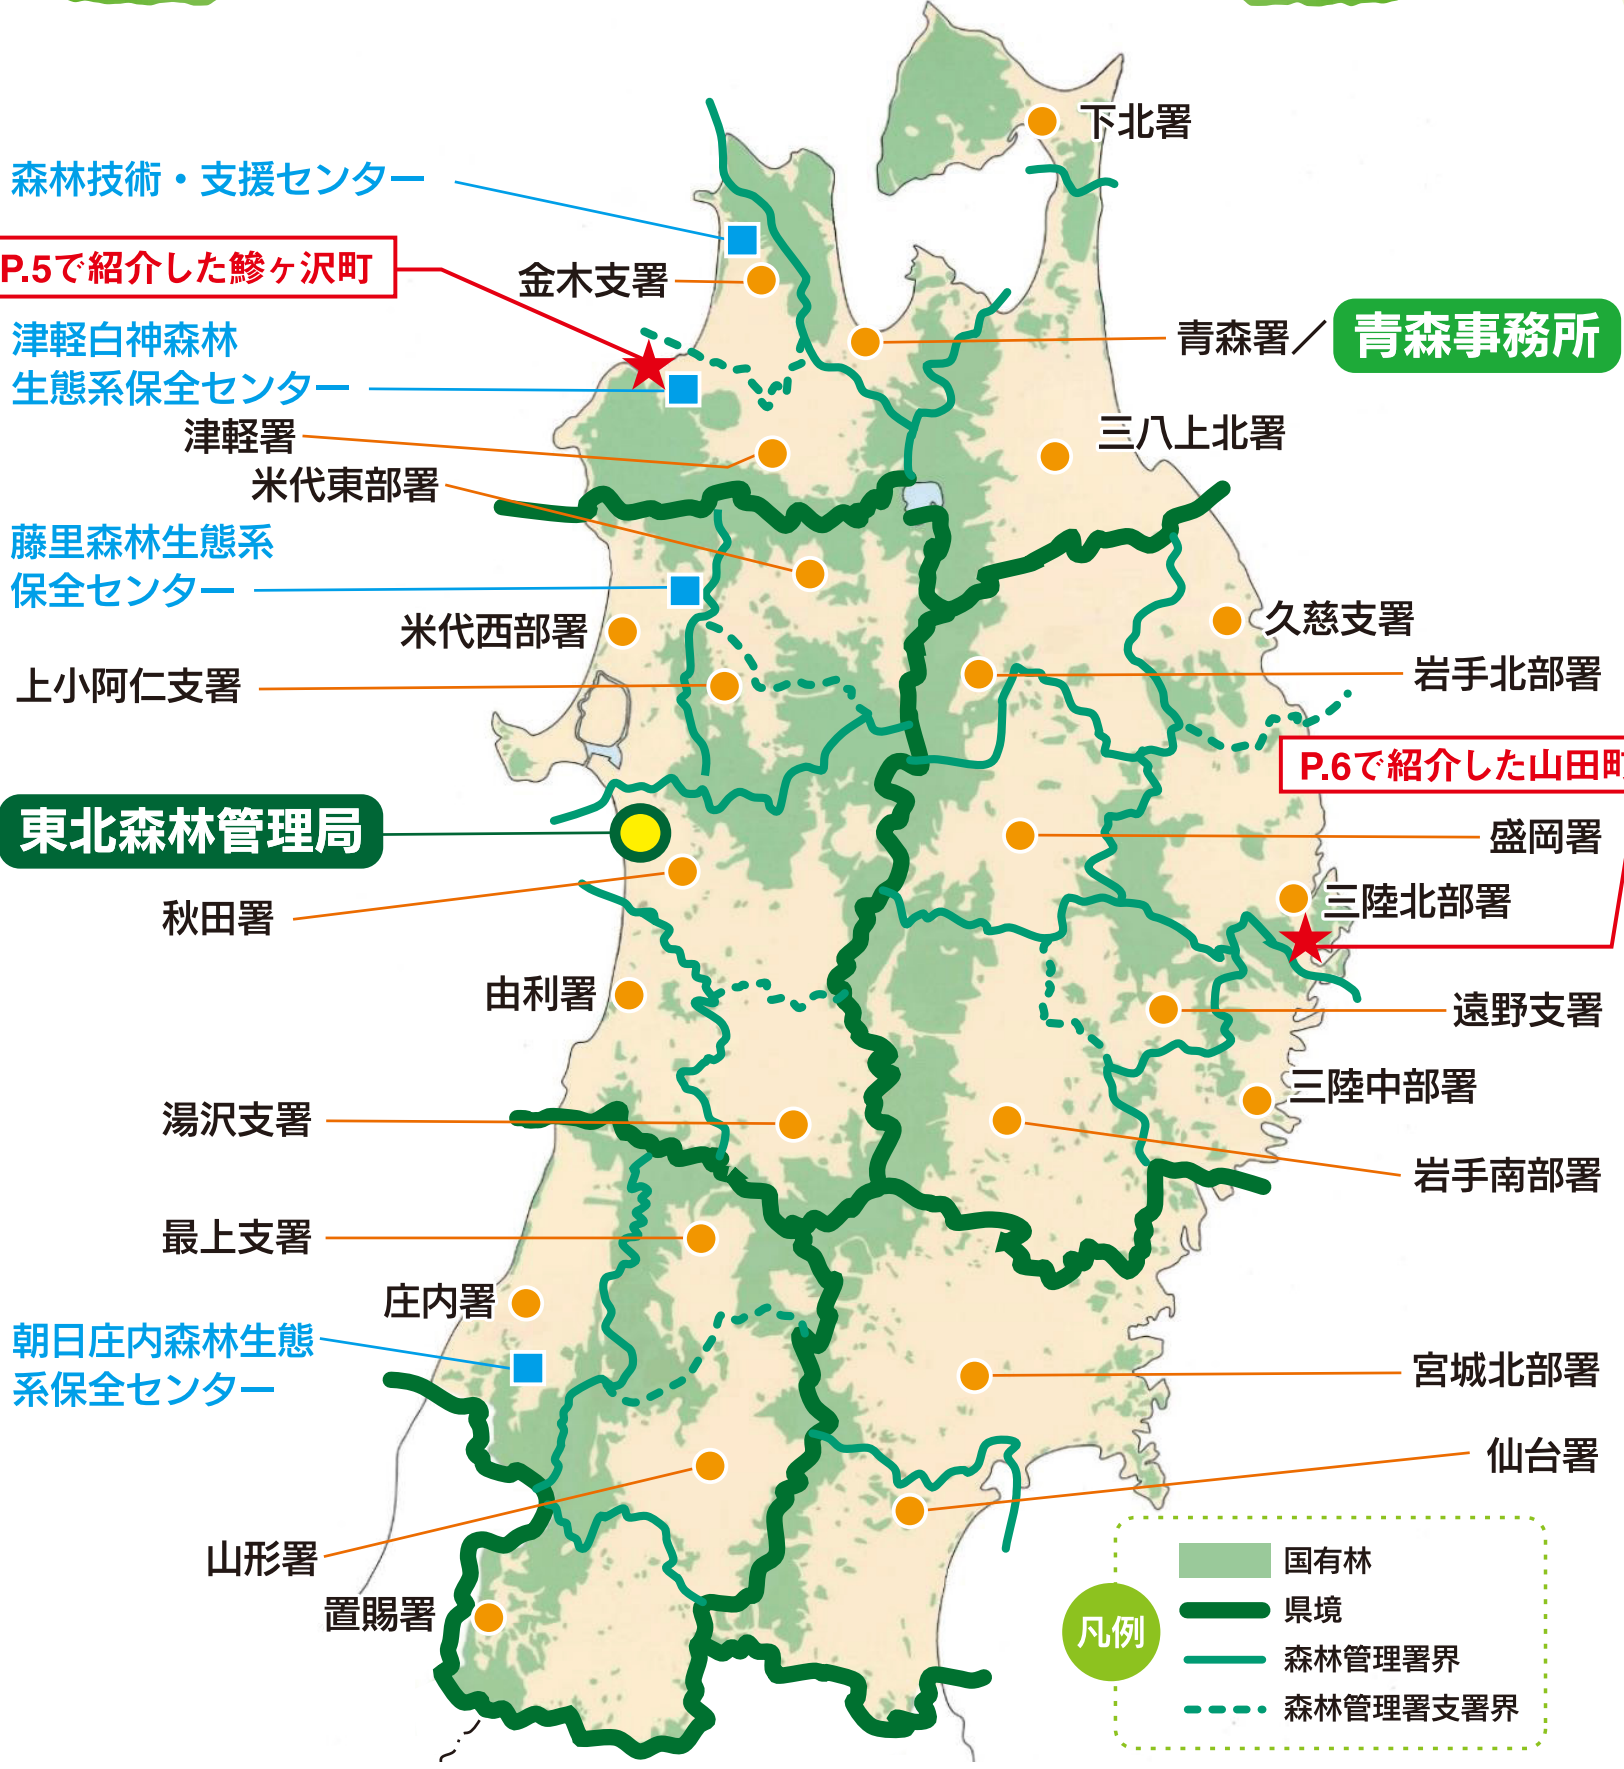 下北署
森林技術・支援センター
P.5で紹介した鰺ヶ沢町
金木支署
津軽白神森林
生態系保全センター
青森署／青森事務所
津軽署
三八上北署
米代東部署
藤里森林生態系
保全センター
米代西部署
久慈支署
上小阿仁支署
岩手北部署
P.6で紹介した山田町
東北森林管理局
盛岡署
秋田署
三陸北部署
由利署
遠野支署
三陸中部署
湯沢支署
岩手南部署
最上支署
庄内署
朝日庄内森林生態
系保全センター
宮城北部署
仙台署
山形署
置賜署
凡例
国有林
県境
森林管理署界
森林管理署支署界